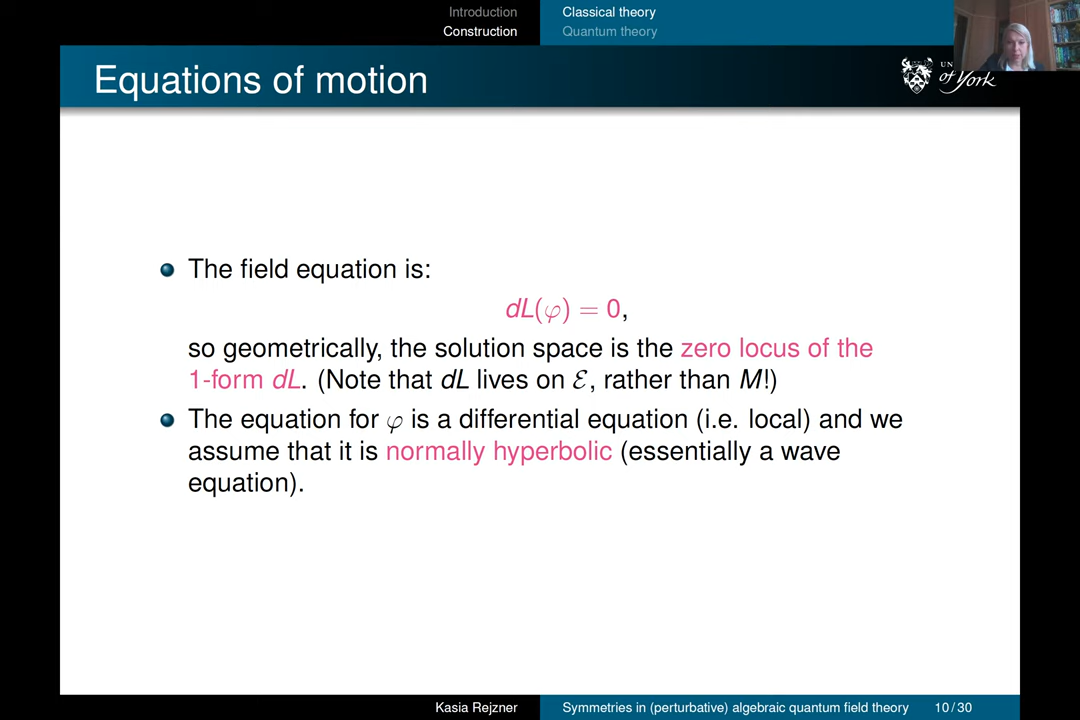 Introduction
Construction
Classical theory
Quantum theory
Equations of motion
UN
of York
The field equation is:
dL(φ) = 0,
so geometrically, the solution space is the zero locus of the
1-form dL. (Note that dL lives on ℰ, rather than M!)
The equation for φ is a differential equation (i.e. local) and we
assume that it is normally hyperbolic (essentially a wave
equation).
Kasia Rejzner
Symmetries in (perturbative) algebraic quantum field theory
10 / 30